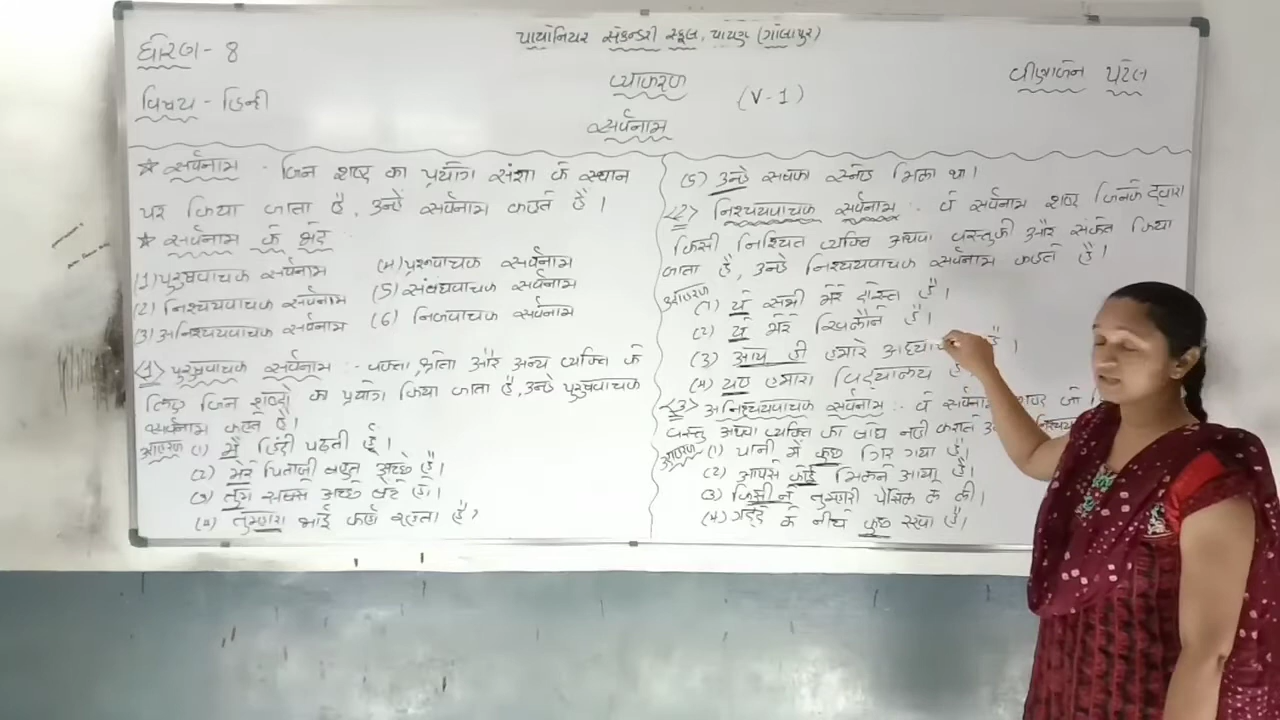 धोरण - 8
विषय - हिन्दी
पायोनियर सेकन्डरी स्कूल, पायण (गांभोई)
व्याकरण
(V-1)
सर्वनाम
वीणाबेन पटेल
★ सर्वनाम - जिन शब्द का प्रयोग संज्ञा के स्थान
पर किया जाता है, उन्हे सर्वनाम कहते है ।
★ सर्वनाम के भेद
(1) पुरुषवाचक सर्वनाम
(2) निश्चयवाचक सर्वनाम
(3) अनिश्चयवाचक सर्वनाम
(4) प्रश्नवाचक सर्वनाम
(5) संबंधवाचक सर्वनाम
(6) निजवाचक सर्वनाम
<1> पुरुषवाचक सर्वनाम :- वक्ता, श्रोता और अन्य व्यक्ति के
लिए जिन शब्दों का प्रयोग किया जाता है, उन्हे पुरुषवाचक
सर्वनाम कहते है ।
उदाहरण (1) मैं हिंदी पढ़ती हूँ ।
(2) मेरे पिताजी बहुत अच्छे है ।
(3) तुम सबसे अच्छे हो ।
(4) तुम्हारा भाई कहाँ रहता है?
(5) उन्हे सबका स्नेह मिला था ।
<2> निश्चयवाचक सर्वनाम :- वे सर्वनाम शब्द जिनके द्वारा
किसी निश्चित व्यक्ति अथवा वस्तुकी और संकेत किया
जाता है, उन्हे निश्चयवाचक सर्वनाम कहते है ।
उदाहरण (1) ये सभी मेरे दोस्त है ।
(2) ये मेरे खिलौने है ।
(3) आप ही हमारे अध्याप है ।
(4) यह हमारा विद्यालय है
<3> अनिश्चयवाचक सर्वनाम :- वे सर्वनाम शब्द जो
वस्तु अथवा व्यक्ति का बोध नही कराते निश्चय
उदाहरण (1) पानी में कुछ गिर गया है ।
(2) आपसे कोई मिलने आया है ।
(3) किसी ने तुम्हारी पेंसिल ले ली ।
(4) गद्दे के नीचे कुछ रखा है ।